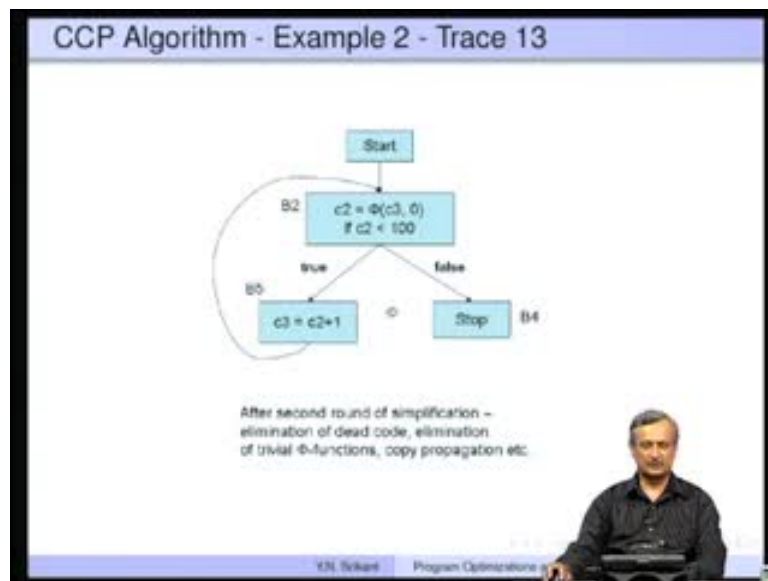 CCP Algorithm - Example 2 - Trace 13
Start
B2
c2 = Φ(c3, 0)
if c2 < 100
true
false
B5
c3 = c2+1
Stop
B4
After second round of simplification –
elimination of dead code, elimination
of trivial Φ-functions, copy propagation etc.
Y.N. Srikant
Program Optimizations